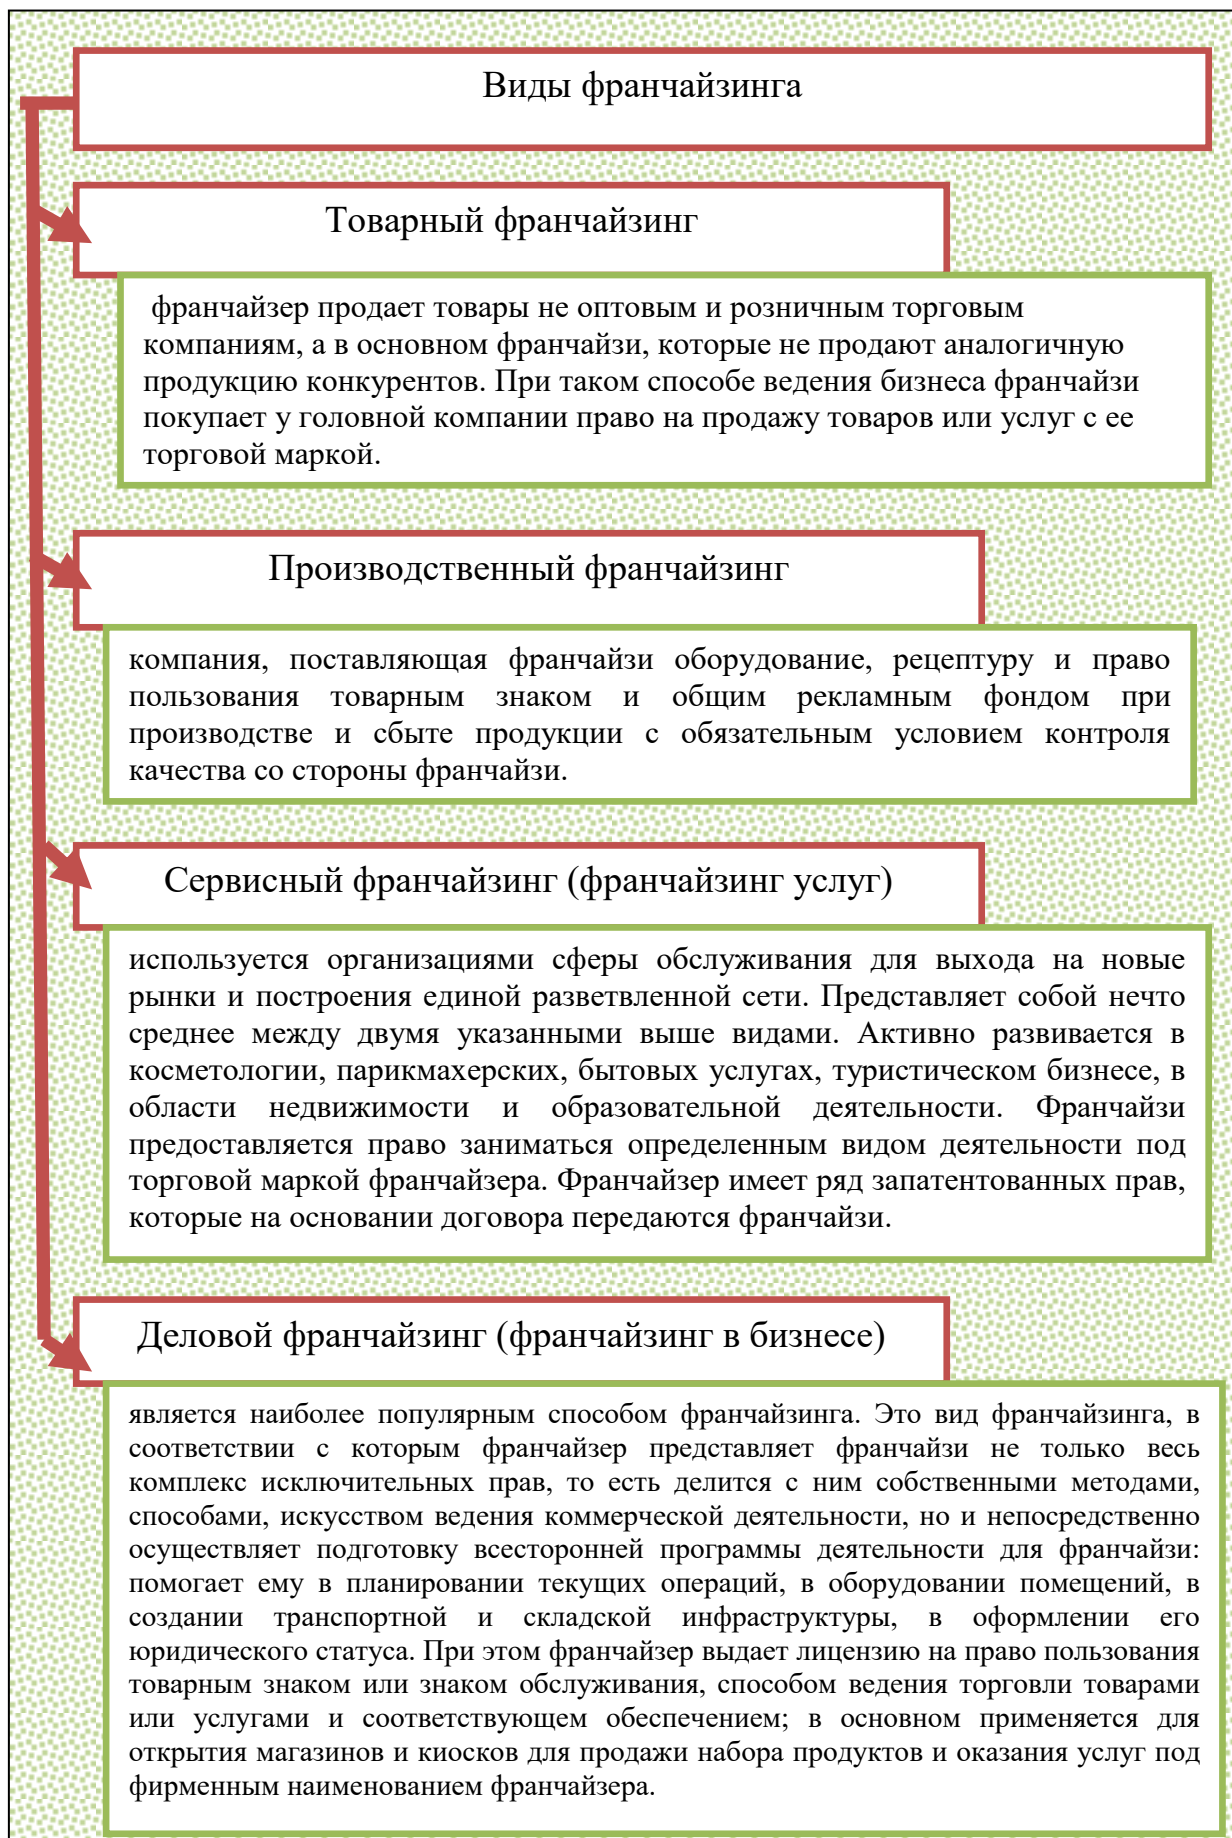 Виды франчайзинга
Товарный франчайзинг
франчайзер продает товары не оптовым и розничным торговым
компаниям, а в основном франчайзи, которые не продают аналогичную
продукцию конкурентов. При таком способе ведения бизнеса франчайзи
покупает у головной компании право на продажу товаров или услуг с ее
торговой маркой.
Производственный франчайзинг
компания, поставляющая франчайзи оборудование, рецептуру и право
пользования товарным знаком и общим рекламным фондом при
производстве и сбыте продукции с обязательным условием контроля
качества со стороны франчайзи.
Сервисный франчайзинг (франчайзинг услуг)
используется организациями сферы обслуживания для выхода на новые
рынки и построения единой разветвленной сети. Представляет собой нечто
среднее между двумя указанными выше видами. Активно развивается в
косметологии, парикмахерских, бытовых услугах, туристическом бизнесе, в
области недвижимости и образовательной деятельности. Франчайзи
предоставляется право заниматься определенным видом деятельности под
торговой маркой франчайзера. Франчайзер имеет ряд запатентованных прав,
которые на основании договора передаются франчайзи.
Деловой франчайзинг (франчайзинг в бизнесе)
является наиболее популярным способом франчайзинга. Это вид франчайзинга, в
соответствии с которым франчайзер представляет франчайзи не только весь
комплекс исключительных прав, то есть делится с ним собственными методами,
способами, искусством ведения коммерческой деятельности, но и непосредственно
осуществляет подготовку всесторонней программы деятельности для франчайзи:
помогает ему в планировании текущих операций, в оборудовании помещений, в
создании транспортной и складской инфраструктуры, в оформлении его
юридического статуса. При этом франчайзер выдает лицензию на право пользования
товарным знаком или знаком обслуживания, способом ведения торговли товарами
или услугами и соответствующем обеспечением; в основном применяется для
открытия магазинов и киосков для продажи набора продуктов и оказания услуг под
фирменным наименованием франчайзера.